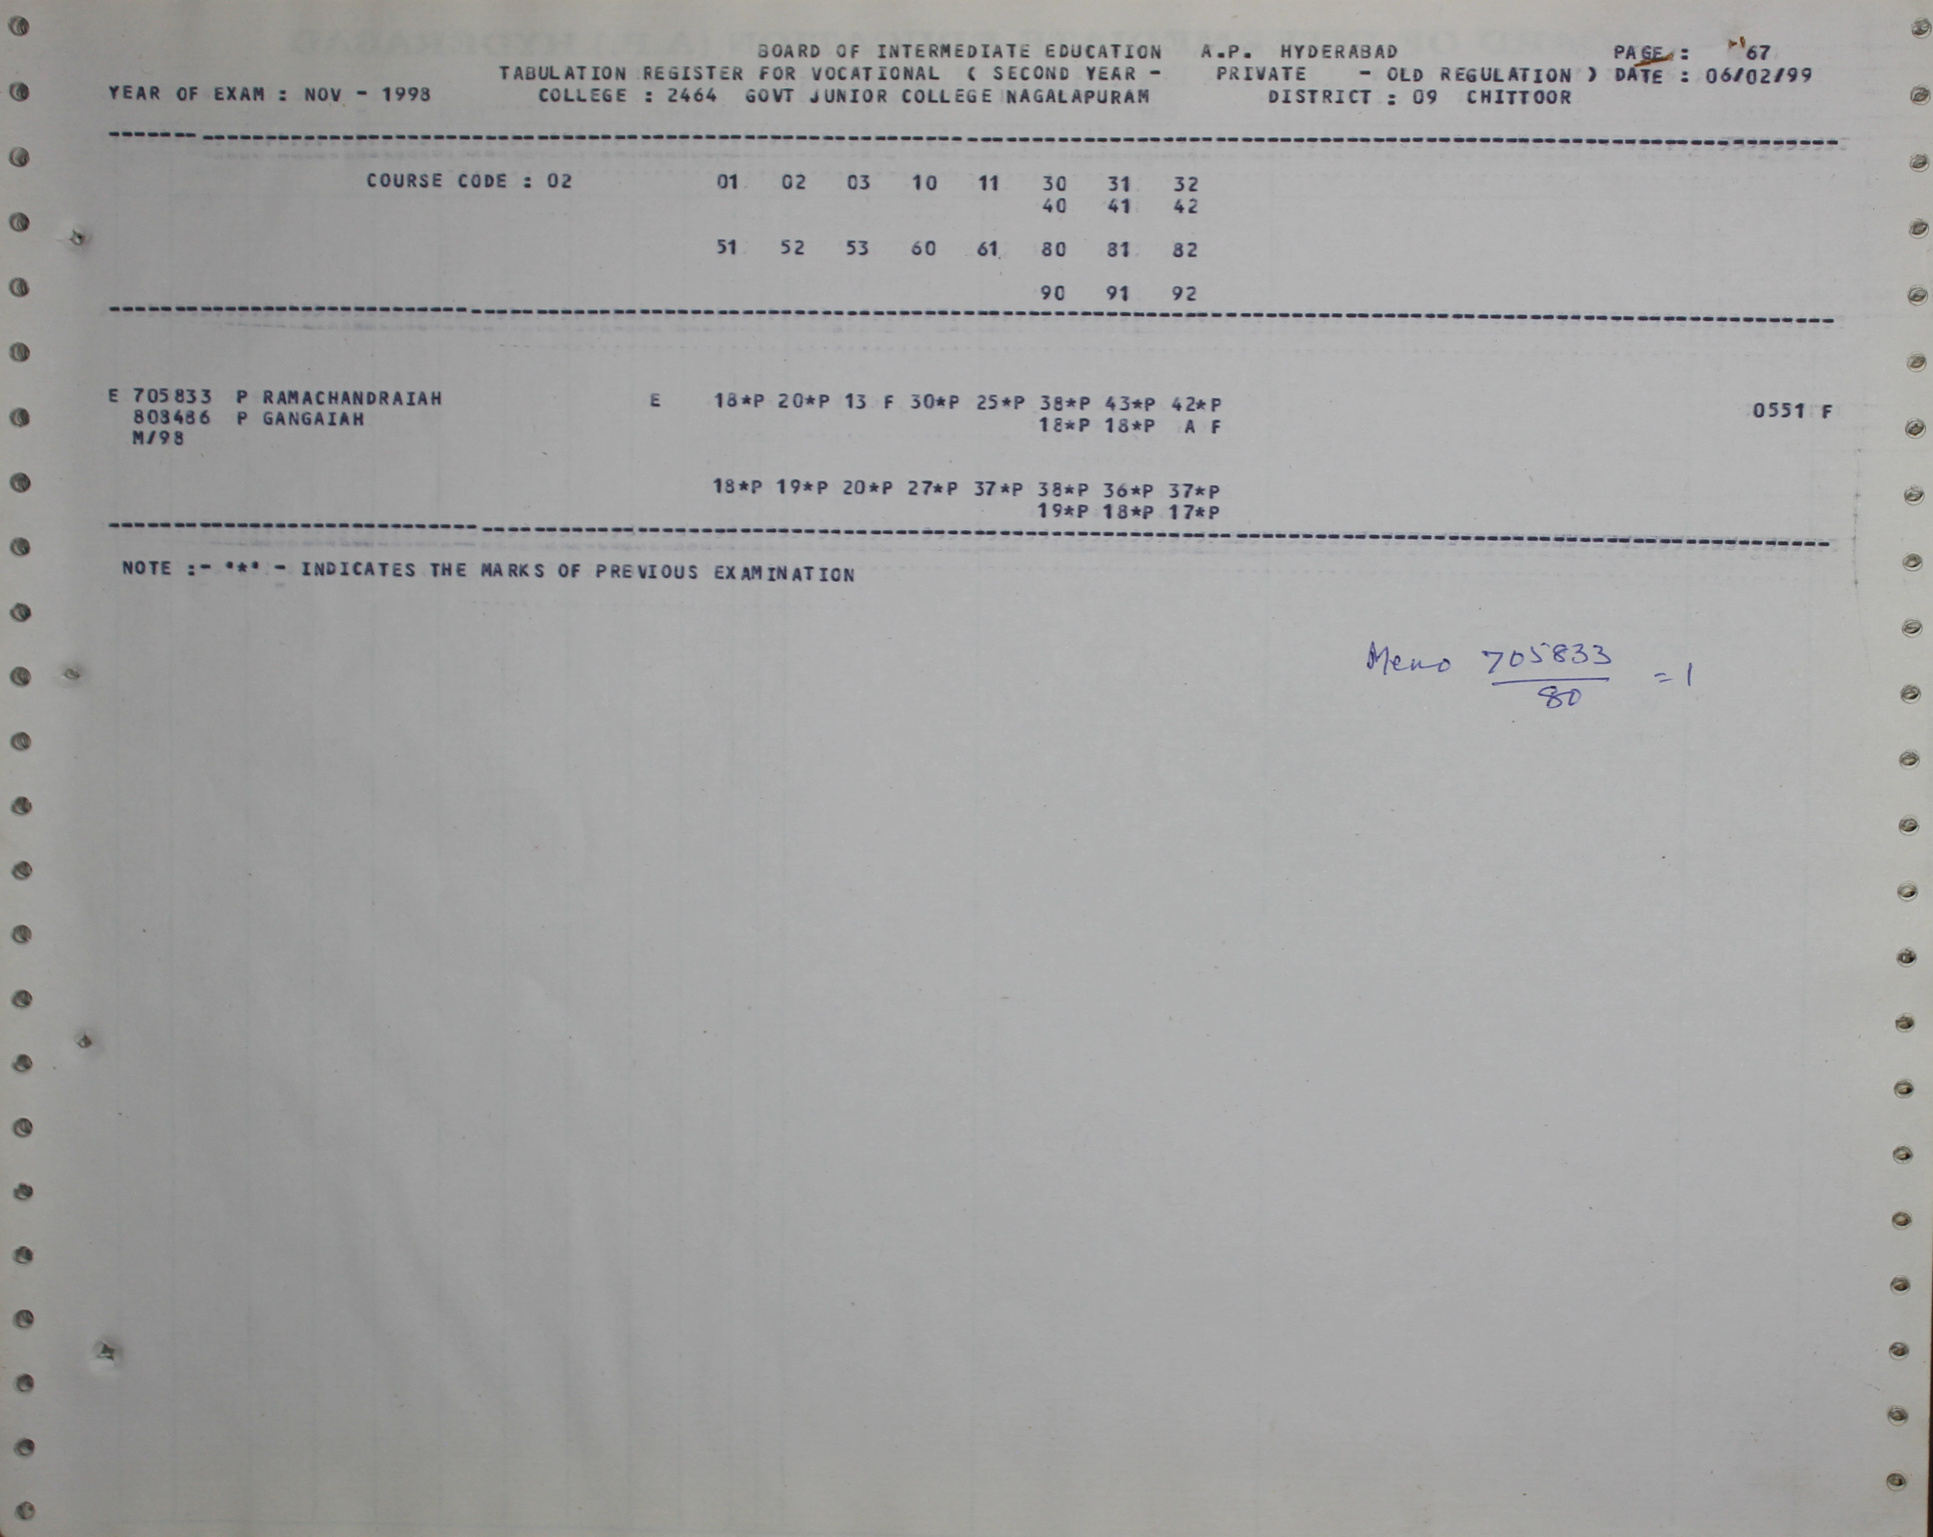 BOARD OF INTERMEDIATE EDUCATION A.P. HYDERABAD PAGE : 67
TABULATION REGISTER FOR VOCATIONAL ( SECOND YEAR - PRIVATE - OLD REGULATION ) DATE : 06/02/99
YEAR OF EXAM : NOV - 1998 COLLEGE : 2464 GOVT JUNIOR COLLEGE NAGALAPURAM DISTRICT : 09 CHITTOOR
COURSE CODE : 02 01 02 03 10 11 30 31 32
40 41 42
51 52 53 60 61 80 81 82
90 91 92
E 705833 P RAMACHANDRAIAH E 18*P 20*P 13 F 30*P 25*P 38*P 43*P 42*P 0551 F
803486 P GANGAIAH 18*P 18*P A F
M/98
18*P 19*P 20*P 27*P 37*P 38*P 36*P 37*P
19*P 18*P 17*P
NOTE :- "*" - INDICATES THE MARKS OF PREVIOUS EXAMINATION
Memo 705833 = 1
80